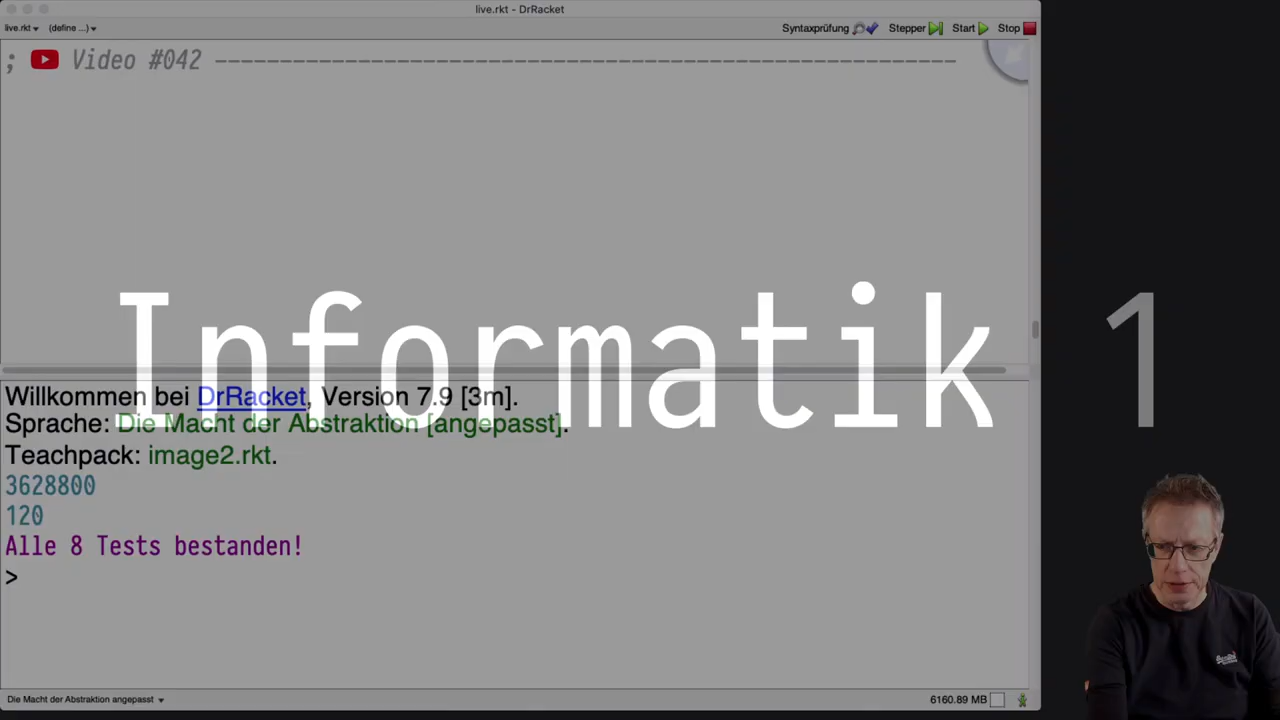 live.rkt - DrRacket
live.rkt (define ...) Syntaxprüfung Stepper Start Stop
; Video #042 ---------------------------------------------------------
Informatik 1
Willkommen bei DrRacket, Version 7.9 [3m].
Sprache: Die Macht der Abstraktion [angepasst].
Teachpack: image2.rkt.
3628800
120
Alle 8 Tests bestanden!
>
Die Macht der Abstraktion angepasst 6160.89 MB